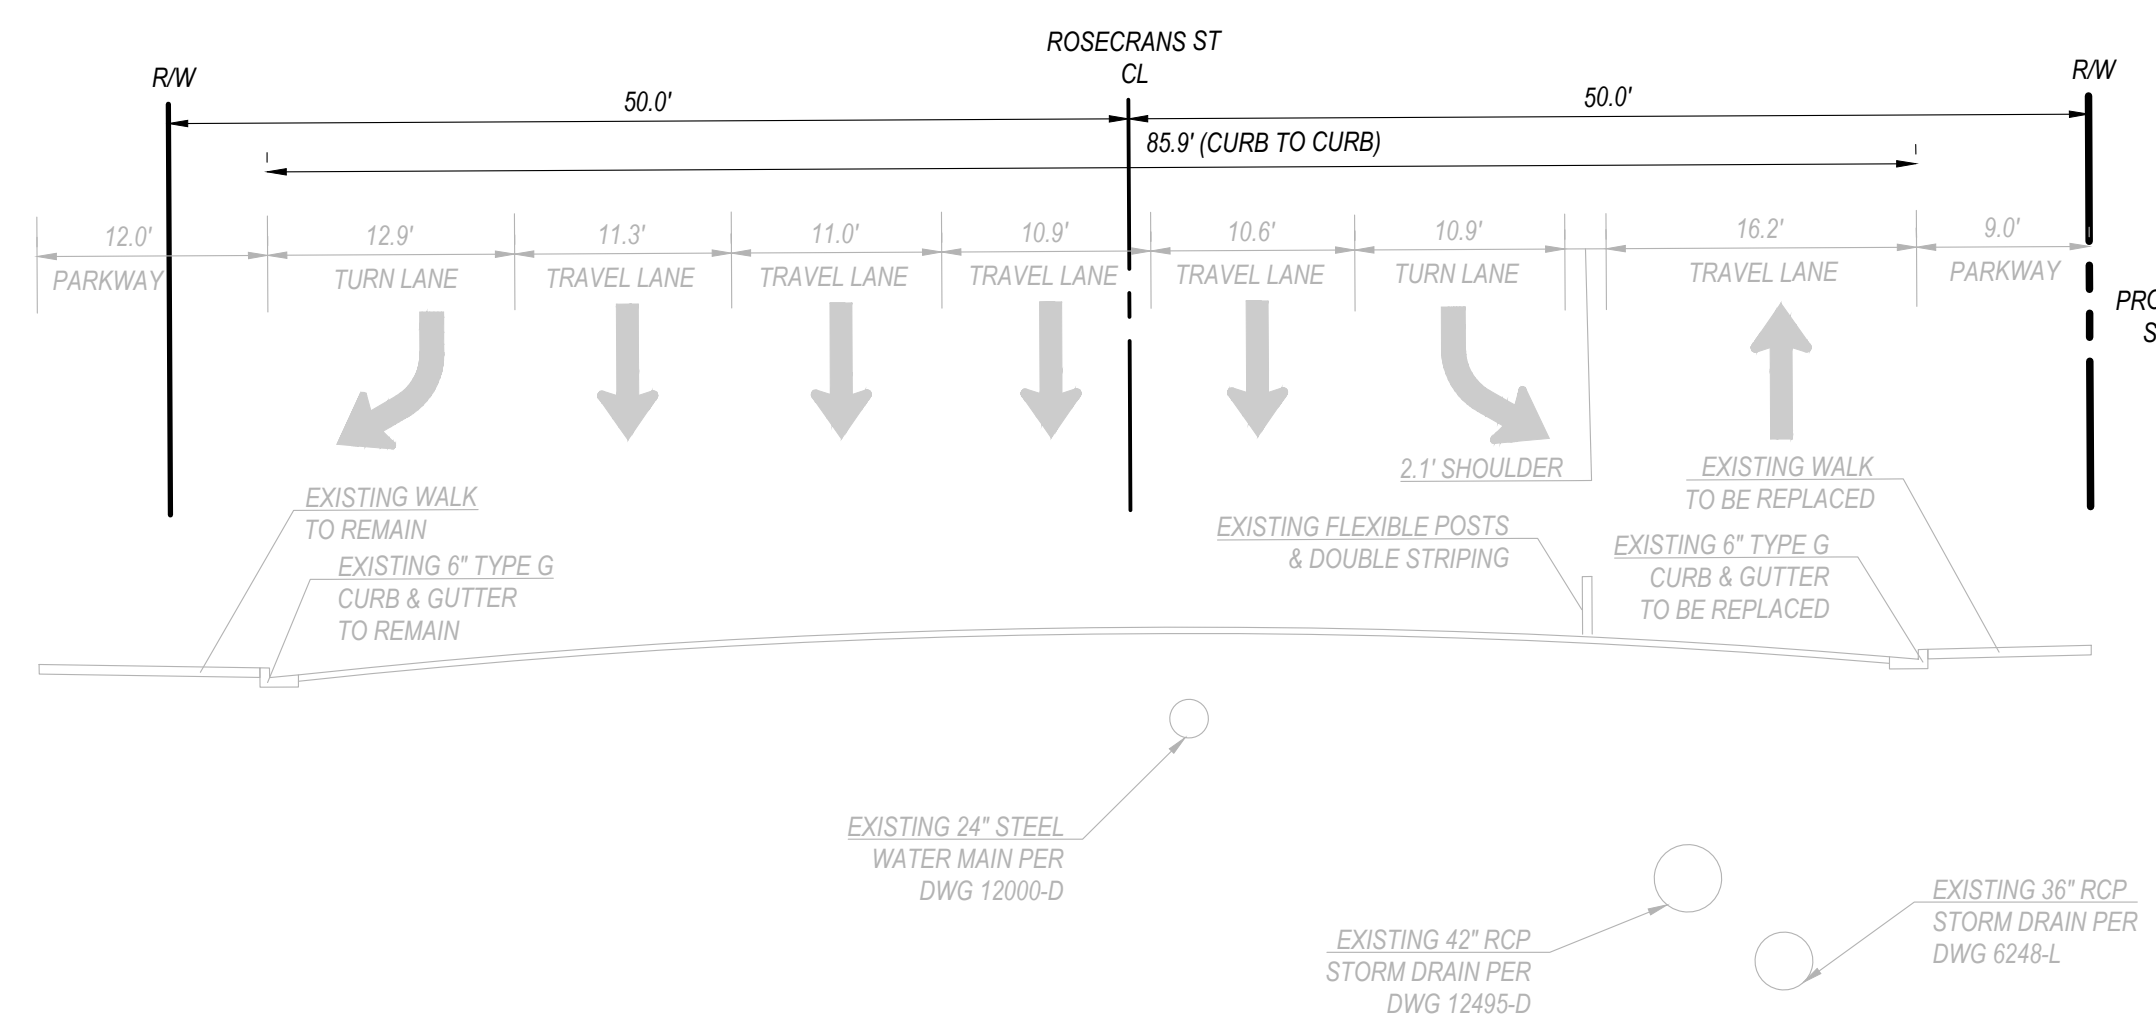 ROSECRANS ST
CL
R/W
R/W
50.0'
50.0'
85.9' (CURB TO CURB)
12.0'
12.9'
11.3'
11.0'
10.9'
10.6'
10.9'
16.2'
9.0'
PARKWAY
TURN LANE
TRAVEL LANE
TRAVEL LANE
TRAVEL LANE
TRAVEL LANE
TURN LANE
TRAVEL LANE
PARKWAY
2.1' SHOULDER
EXISTING WALK
TO BE REPLACED
EXISTING WALK
TO REMAIN
EXISTING FLEXIBLE POSTS
& DOUBLE STRIPING
EXISTING 6" TYPE G
CURB & GUTTER
TO BE REPLACED
EXISTING 6" TYPE G
CURB & GUTTER
TO REMAIN
EXISTING 24" STEEL
WATER MAIN PER
DWG 12000-D
EXISTING 42" RCP
STORM DRAIN PER
DWG 12495-D
EXISTING 36" RCP
STORM DRAIN PER
DWG 6248-L